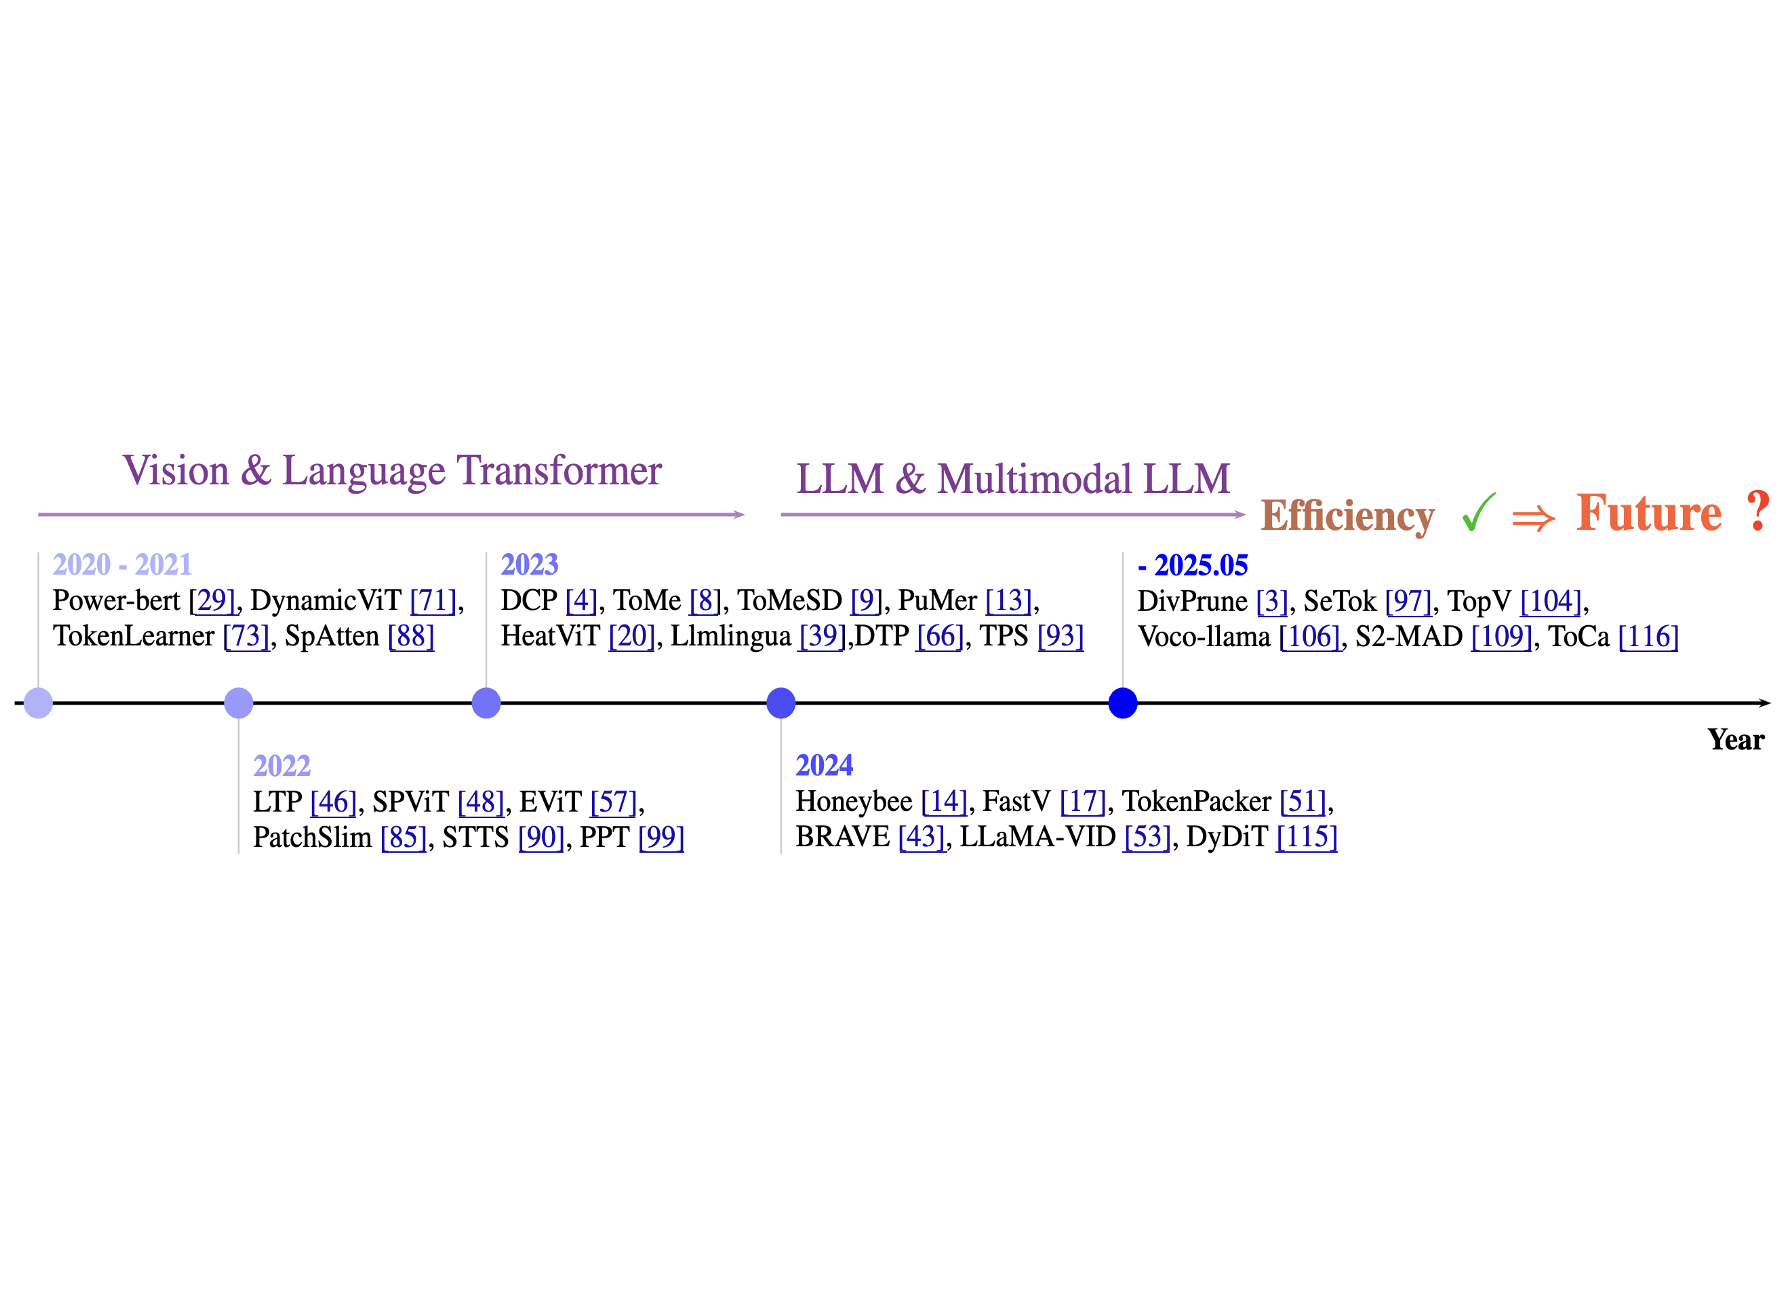 Vision & Language Transformer
LLM & Multimodal LLM
Efficiency ✓ ⇒ Future ?
2020 - 2021
Power-bert [29], DynamicViT [71],
TokenLearner [73], SpAtten [88]
2023
DCP [4], ToMe [8], ToMeSD [9], PuMer [13],
HeatViT [20], Llmlingua [39],DTP [66], TPS [93]
- 2025.05
DivPrune [3], SeTok [97], TopV [104],
Voco-llama [106], S2-MAD [109], ToCa [116]
Year
2022
LTP [46], SPViT [48], EViT [57],
PatchSlim [85], STTS [90], PPT [99]
2024
Honeybee [14], FastV [17], TokenPacker [51],
BRAVE [43], LLaMA-VID [53], DyDiT [115]